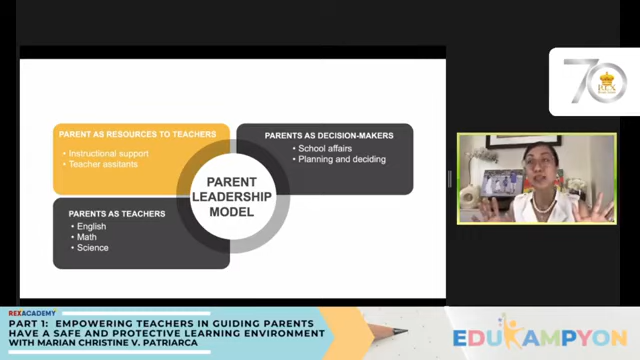 70
REX
PARENT AS RESOURCES TO TEACHERS
• Instructional support
• Teacher assitants
PARENTS AS DECISION-MAKERS
• School affairs
• Planning and deciding
PARENT
LEADERSHIP
MODEL
PARENTS AS TEACHERS
• English
• Math
• Science
REXACADEMY
PART 1: EMPOWERING TEACHERS IN GUIDING PARENTS
HAVE A SAFE AND PROTECTIVE LEARNING ENVIRONMENT
WITH MARIAN CHRISTINE V. PATRIARCA
EDUKAMPYON